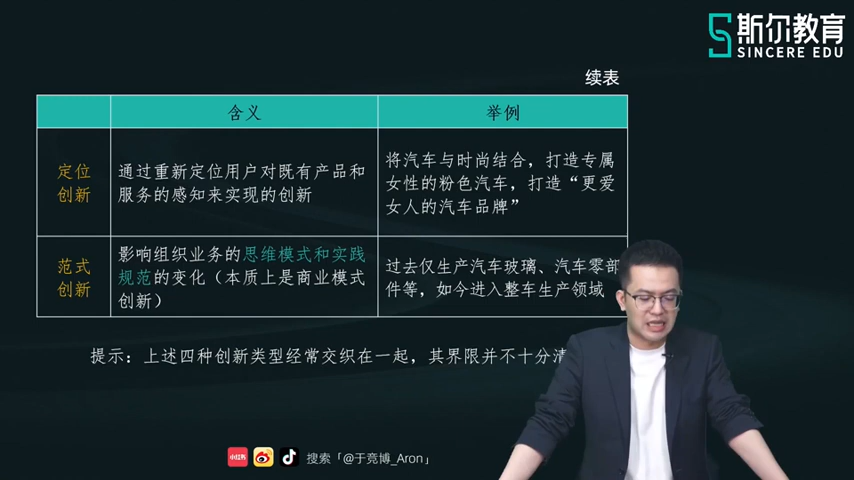 斯尔教育
SINCERE EDU
续表
含义
举例
定位
创新
通过重新定位用户对既有产品和
服务的感知来实现的创新
将汽车与时尚结合，打造专属
女性的粉色汽车，打造“更爱
女人的汽车品牌”
范式
创新
影响组织业务的思维模式和实践
规范的变化（本质上是商业模式
创新）
过去仅生产汽车玻璃、汽车零部
件等，如今进入整车生产领域
提示：上述四种创新类型经常交织在一起，其界限并不十分清
小红书
搜索「@于竞博_Aron」